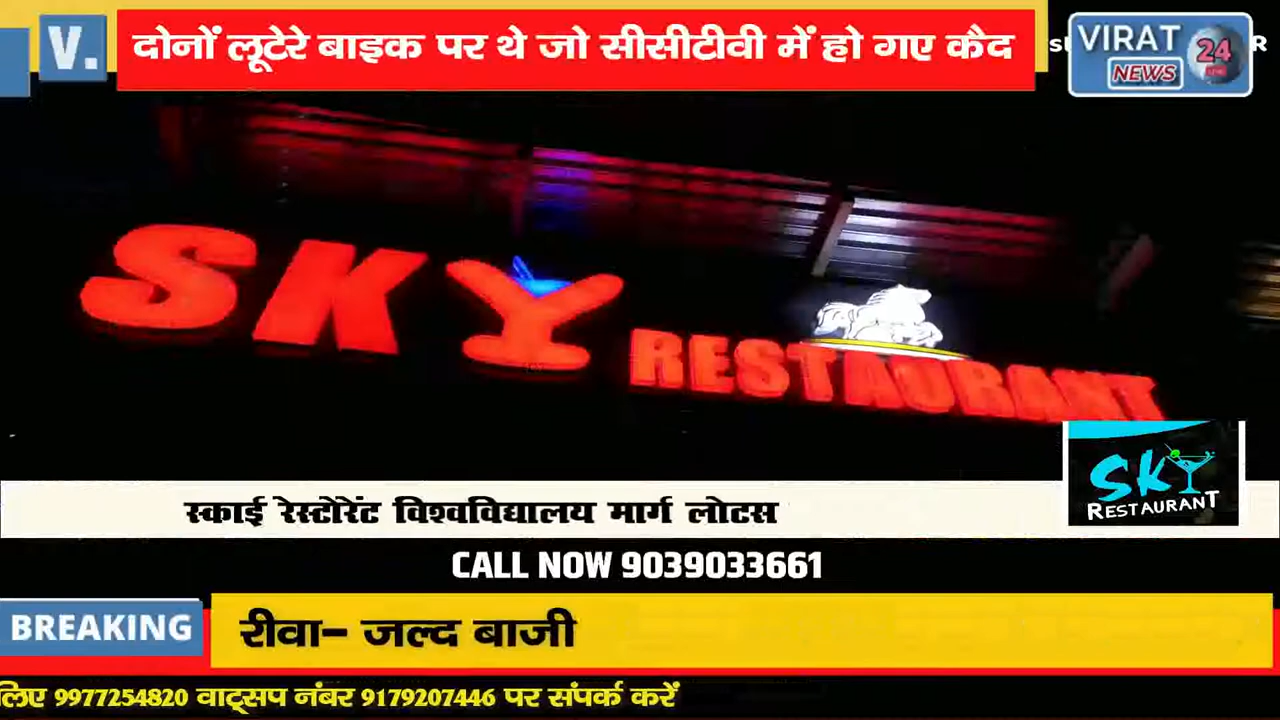 V.
दोनों लूटेरे बाइक पर थे जो सीसीटीवी में हो गए कैद
VIRAT
24
NEWS
SKY RESTAURANT
SKY
RESTAURANT
स्काई रेस्टोरेंट विश्वविद्यालय मार्ग लोटस
CALL NOW 9039033661
BREAKING
रीवा- जल्द बाजी
लिए 9977254820 वाट्सप नंबर 9179207446 पर संपर्क करें